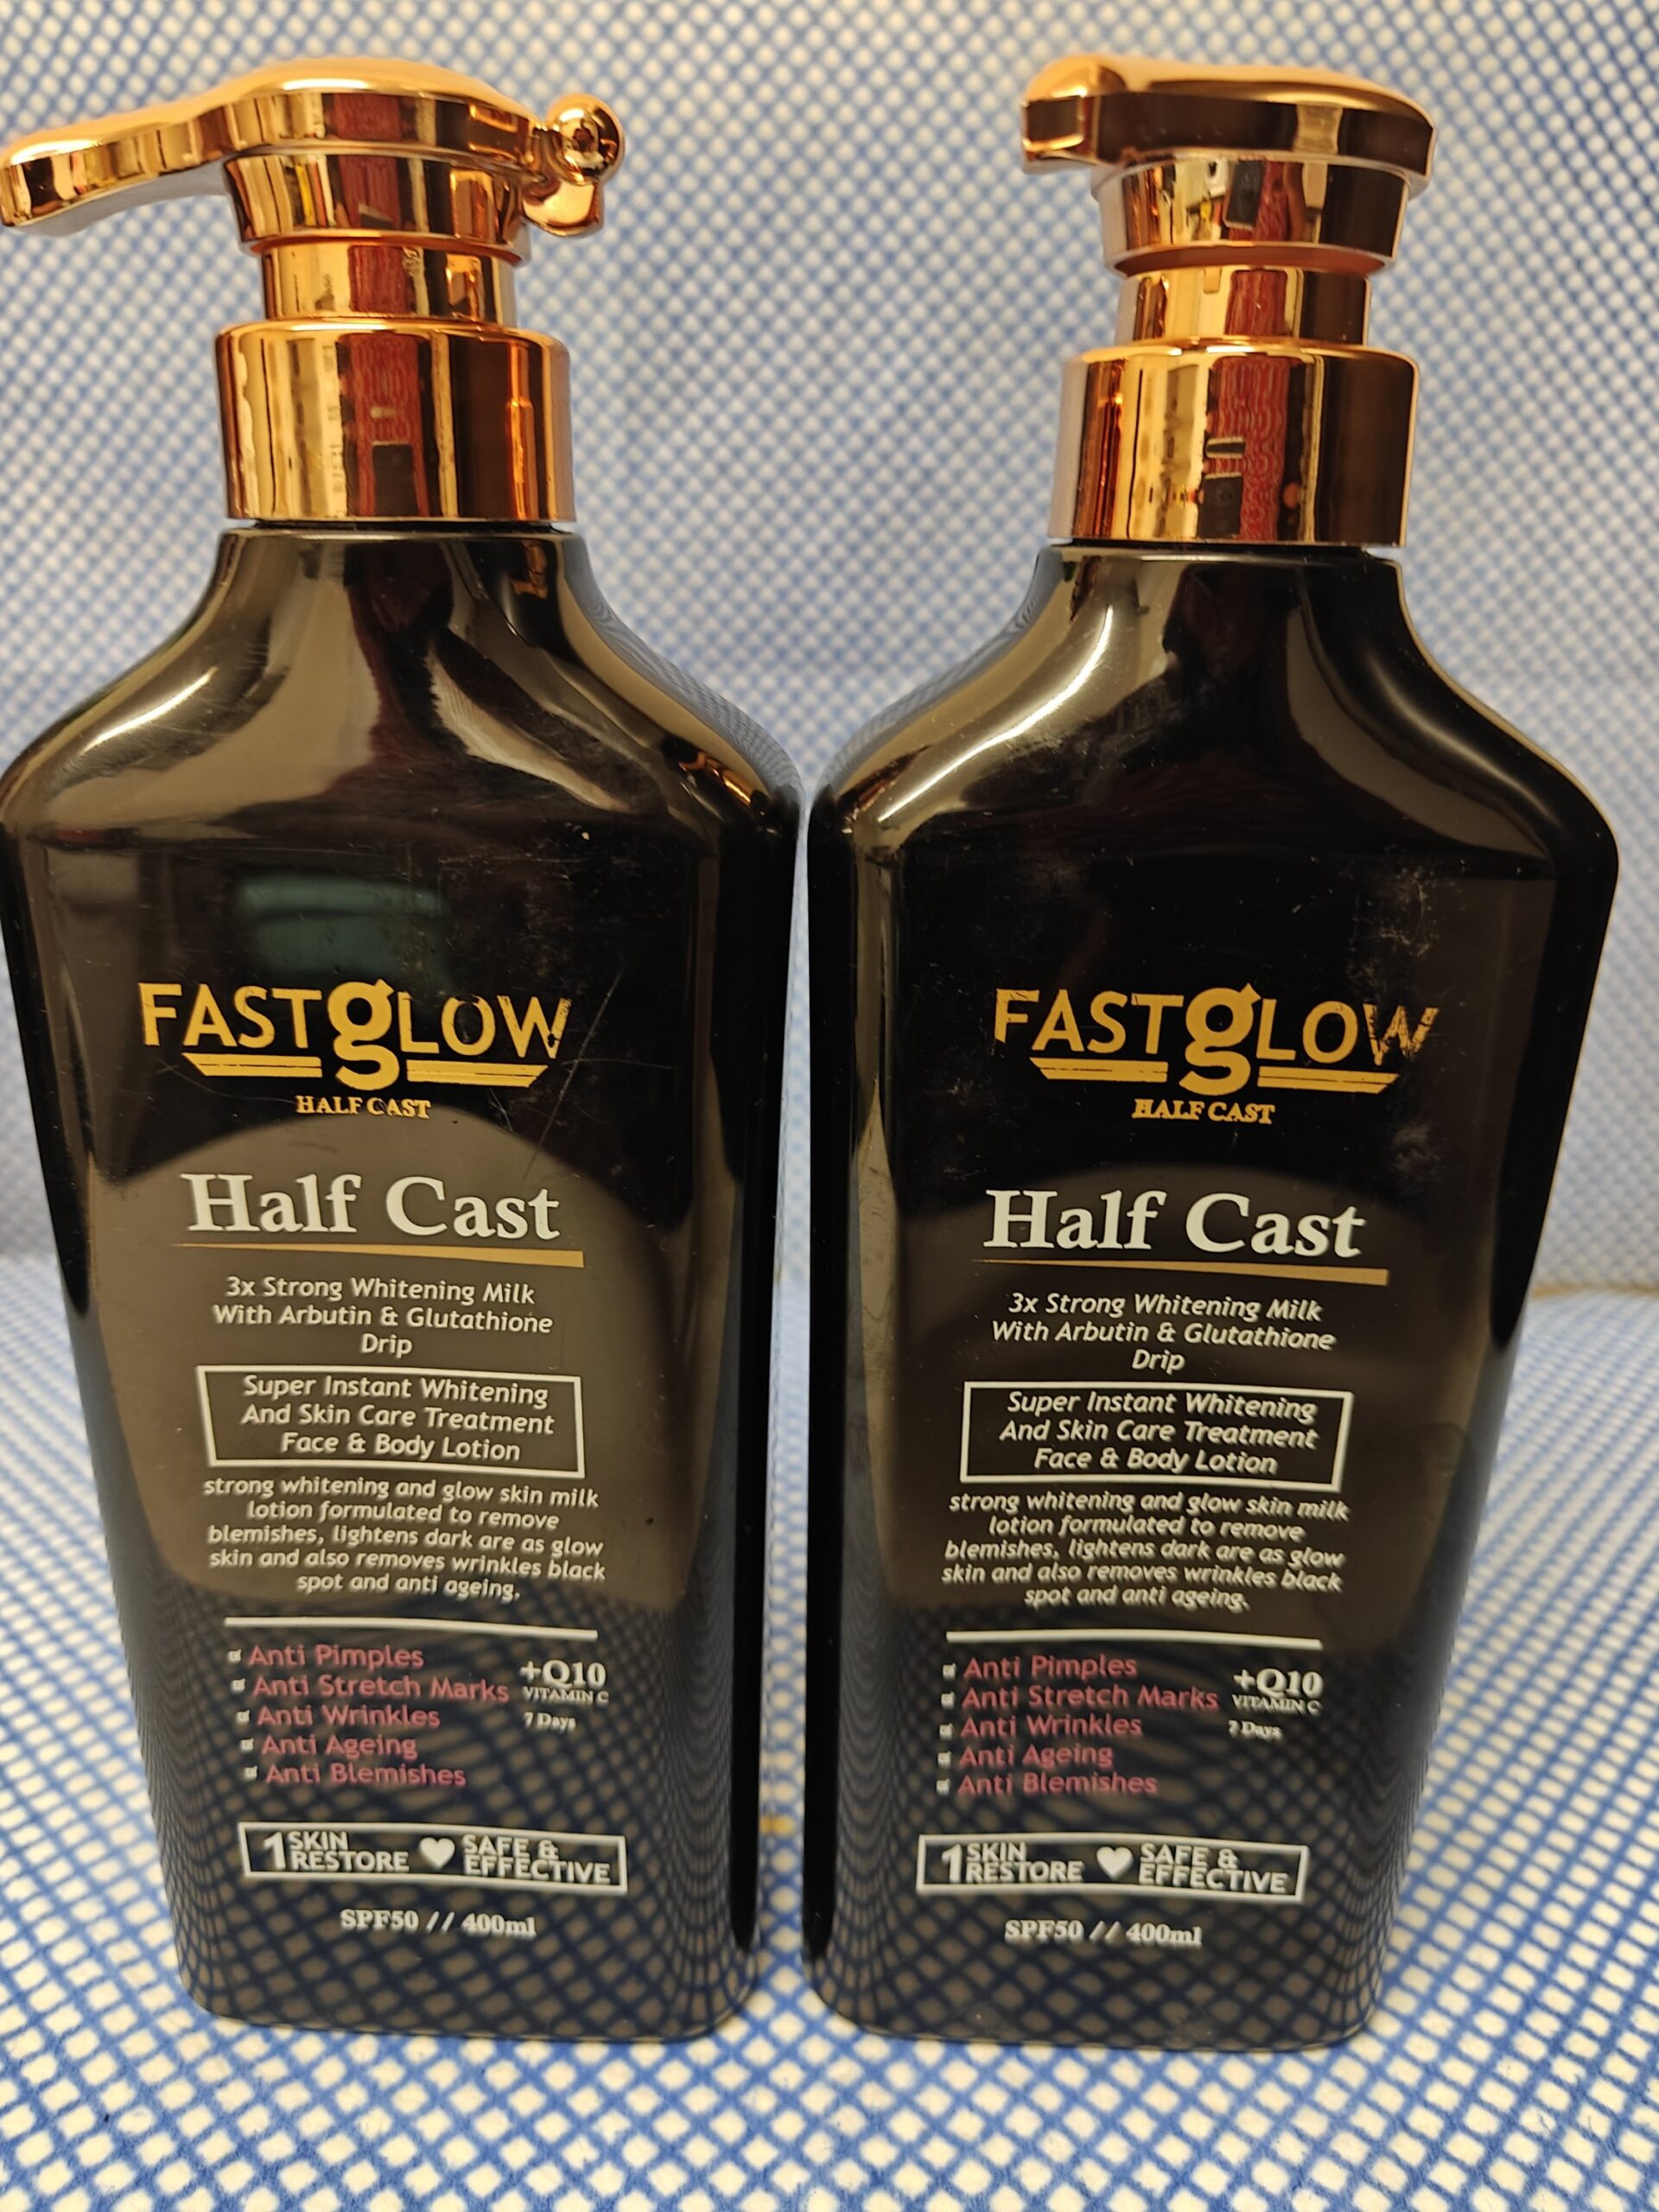 FASTgLOW
HALF CAST
Half Cast
3x Strong Whitening Milk
With Arbutin & Glutathione
Drip
Super Instant Whitening
And Skin Care Treatment
Face & Body Lotion
strong whitening and glow skin milk
lotion formulated to remove
blemishes, lightens dark are as glow
skin and also removes wrinkles black
spot and anti ageing.
Anti Pimples
Anti Stretch Marks
Anti Wrinkles
Anti Ageing
Anti Blemishes
+Q10
VITAMIN C
7 Days
1 SKIN
RESTORE
SAFE &
EFFECTIVE
SPF50 // 400ml
FASTgLOW
HALF CAST
Half Cast
3x Strong Whitening Milk
With Arbutin & Glutathione
Drip
Super Instant Whitening
And Skin Care Treatment
Face & Body Lotion
strong whitening and glow skin milk
lotion formulated to remove
blemishes, lightens dark are as glow
skin and also removes wrinkles black
spot and anti ageing.
Anti Pimples
Anti Stretch Marks
Anti Wrinkles
Anti Ageing
Anti Blemishes
+Q10
VITAMIN C
7 Days
1 SKIN
RESTORE
SAFE &
EFFECTIVE
SPF50 // 400ml